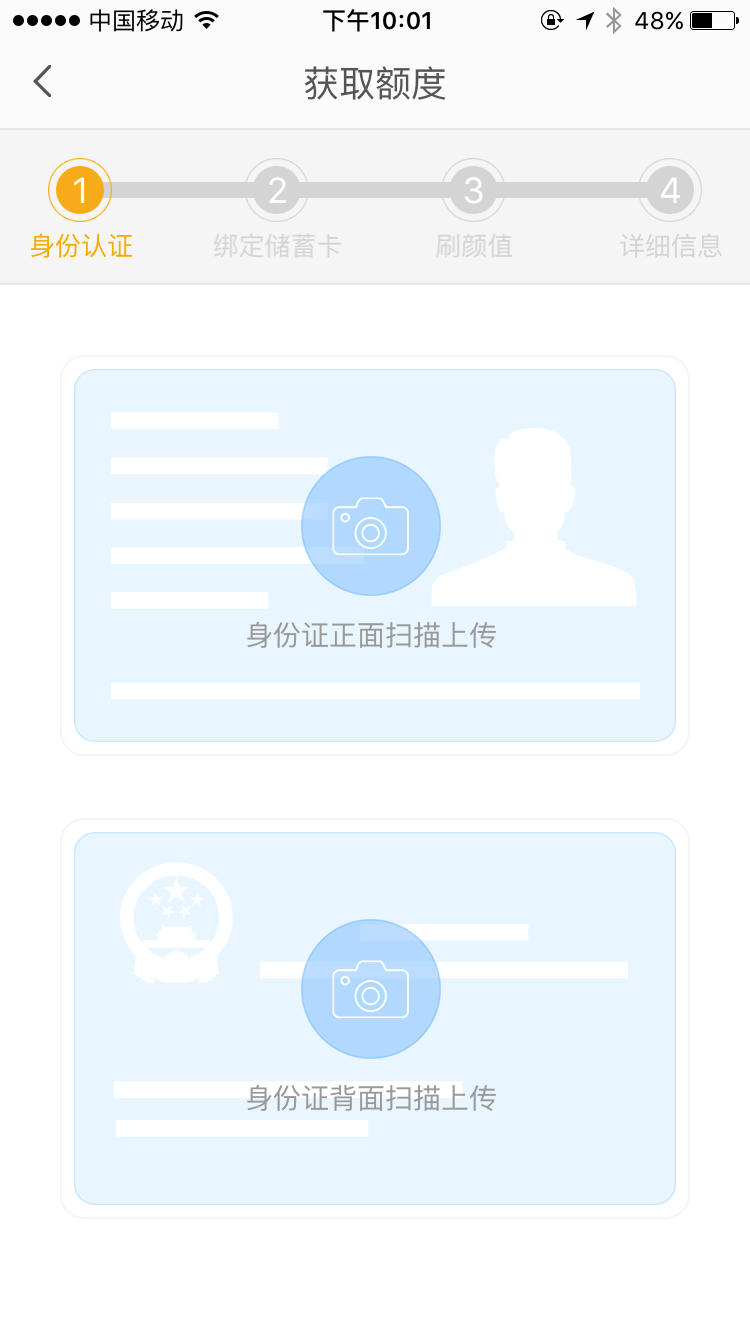 中国移动 下午10:01 48%
获取额度
1 2 3 4
身份认证 绑定储蓄卡 刷颜值 详细信息
身份证正面扫描上传
身份证背面扫描上传